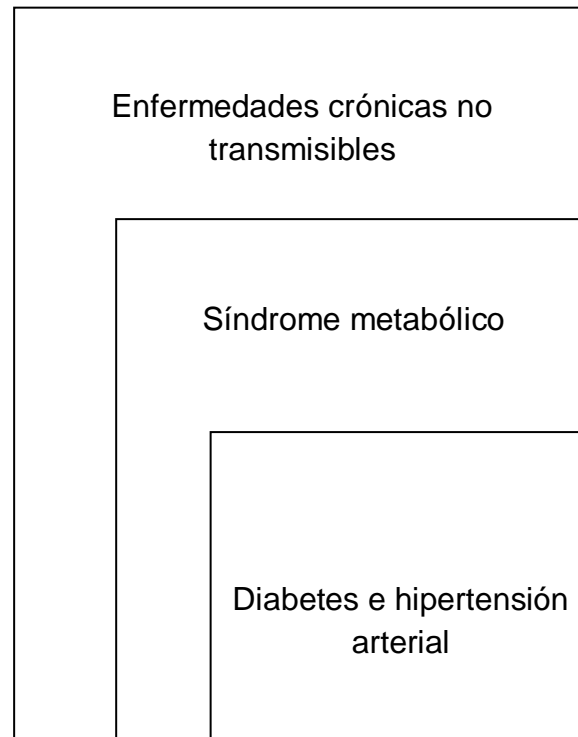 Enfermedades crónicas no
transmisibles
Síndrome metabólico
Diabetes e hipertensión
arterial